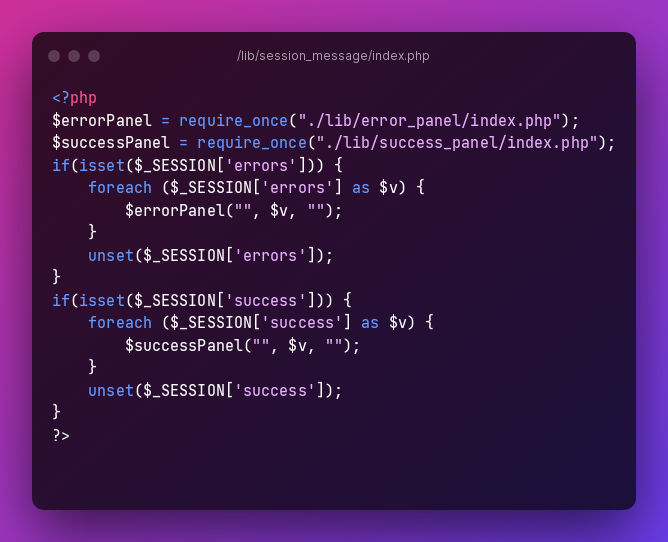 /lib/session_message/index.php
<?php
$errorPanel = require_once("./lib/error_panel/index.php");
$successPanel = require_once("./lib/success_panel/index.php");
if(isset($_SESSION['errors'])) {
    foreach ($_SESSION['errors'] as $v) {
        $errorPanel("", $v, "");
    }
    unset($_SESSION['errors']);
}
if(isset($_SESSION['success'])) {
    foreach ($_SESSION['success'] as $v) {
        $successPanel("", $v, "");
    }
    unset($_SESSION['success']);
}
?>